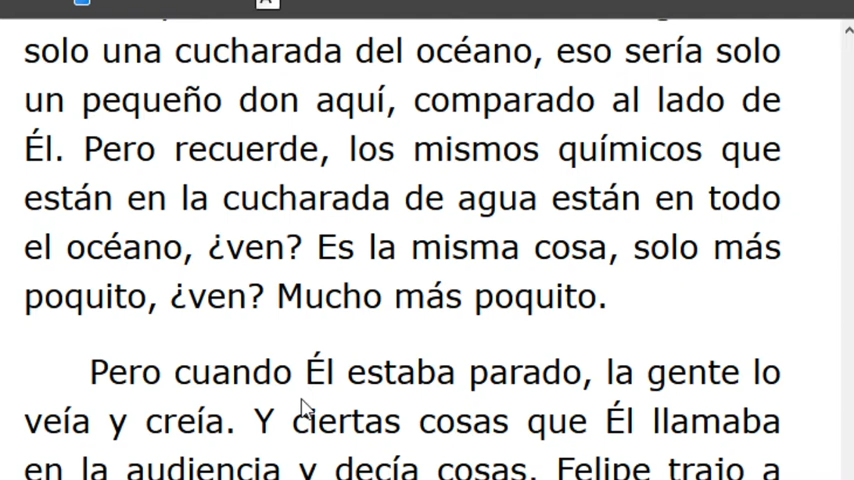 solo una cucharada del océano, eso sería solo
un pequeño don aquí, comparado al lado de
Él. Pero recuerde, los mismos químicos que
están en la cucharada de agua están en todo
el océano, ¿ven? Es la misma cosa, solo más
poquito, ¿ven? Mucho más poquito.
Pero cuando Él estaba parado, la gente lo
veía y creía. Y ciertas cosas que Él llamaba
en la audiencia y decía cosas. Felipe trajo a